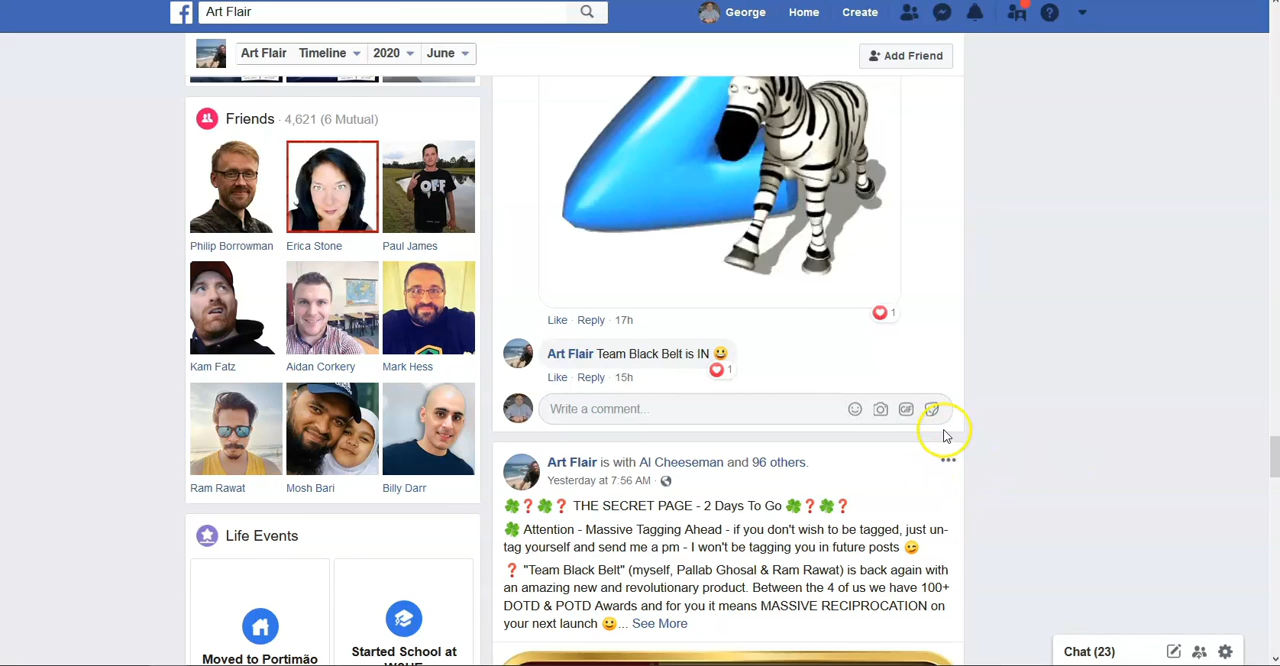 Art Flair
George Home Create
Art Flair Timeline 2020 June
Add Friend
Friends · 4,621 (6 Mutual)
OFF
Philip Borrowman Erica Stone Paul James
Kam Fatz Aidan Corkery Mark Hess
Ram Rawat Mosh Bari Billy Darr
Life Events
Moved to Portimão
Started School at
Like · Reply · 17h
1
Art Flair Team Black Belt is IN
1
Like · Reply · 15h
Write a comment...
GIF
Art Flair is with Al Cheeseman and 96 others.
Yesterday at 7:56 AM ·
🍀❓🍀❓ THE SECRET PAGE - 2 Days To Go 🍀❓🍀❓
🍀 Attention - Massive Tagging Ahead - if you don't wish to be tagged, just un-
tag yourself and send me a pm - I won't be tagging you in future posts 😉
❓ "Team Black Belt" (myself, Pallab Ghosal & Ram Rawat) is back again with
an amazing new and revolutionary product. Between the 4 of us we have 100+
DOTD & POTD Awards and for you it means MASSIVE RECIPROCATION on
your next launch 😀... See More
Chat (23)